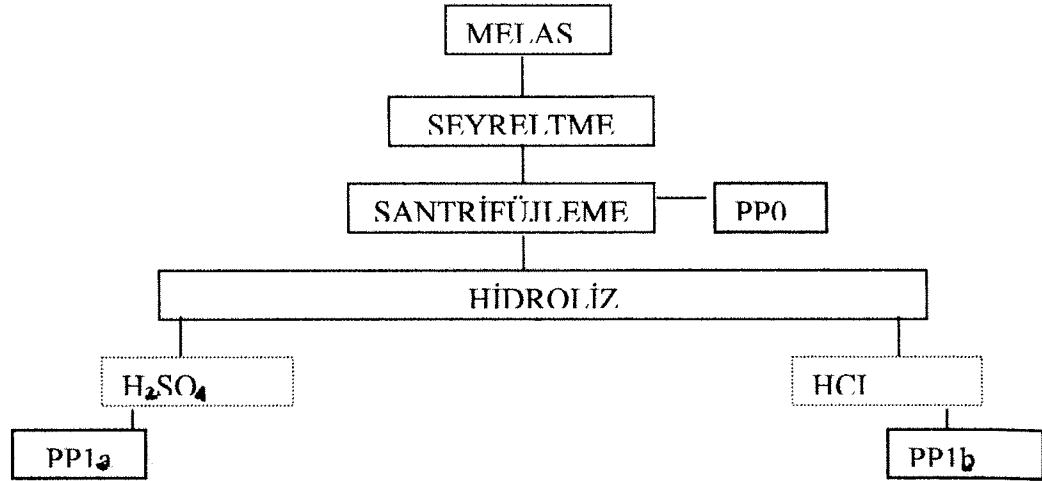 MELAS
SEYRELTME
SANTRİFÜJLEME
PP0
HİDROLİZ
H₂SO₄
HCl
PP1a
PP1b